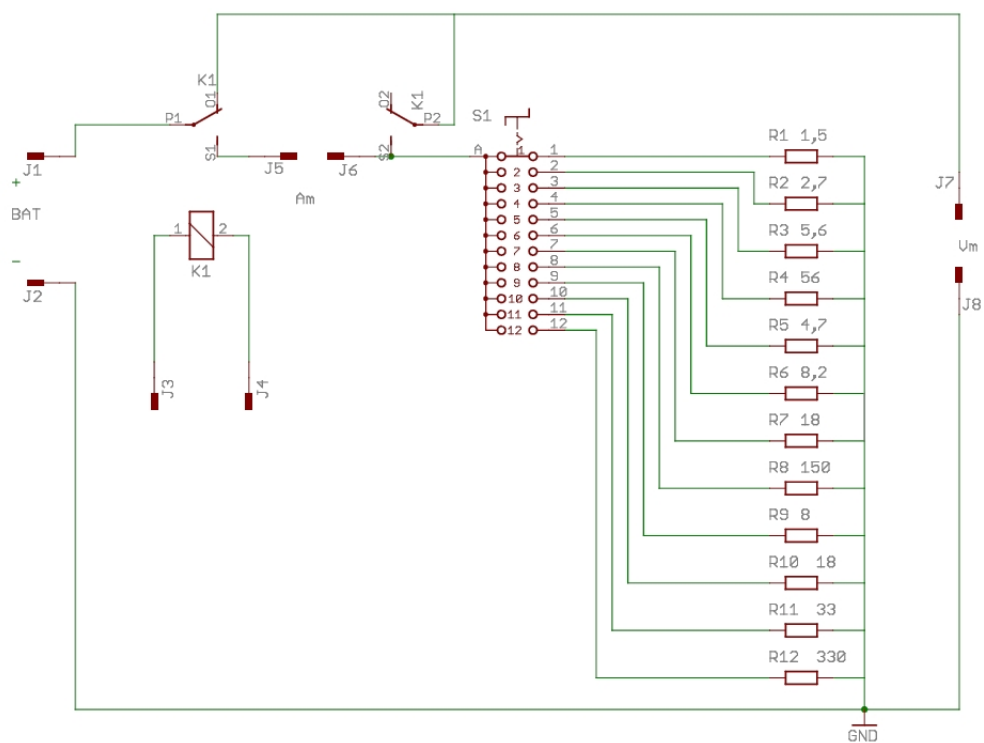 K1
O1
P1
S1
J1
+
BAT
-
J2
J5
Am
J6
O2
K1
P2
S2
1
2
K1
J3
J4
S1
A
1 1
2 2
3 3
4 4
5 5
6 6
7 7
8 8
9 9
10 10
11 11
12 12
R1 1,5
R2 2,7
R3 5,6
R4 56
R5 4,7
R6 8,2
R7 18
R8 150
R9 8
R10 18
R11 33
R12 330
J7
Vm
J8
GND